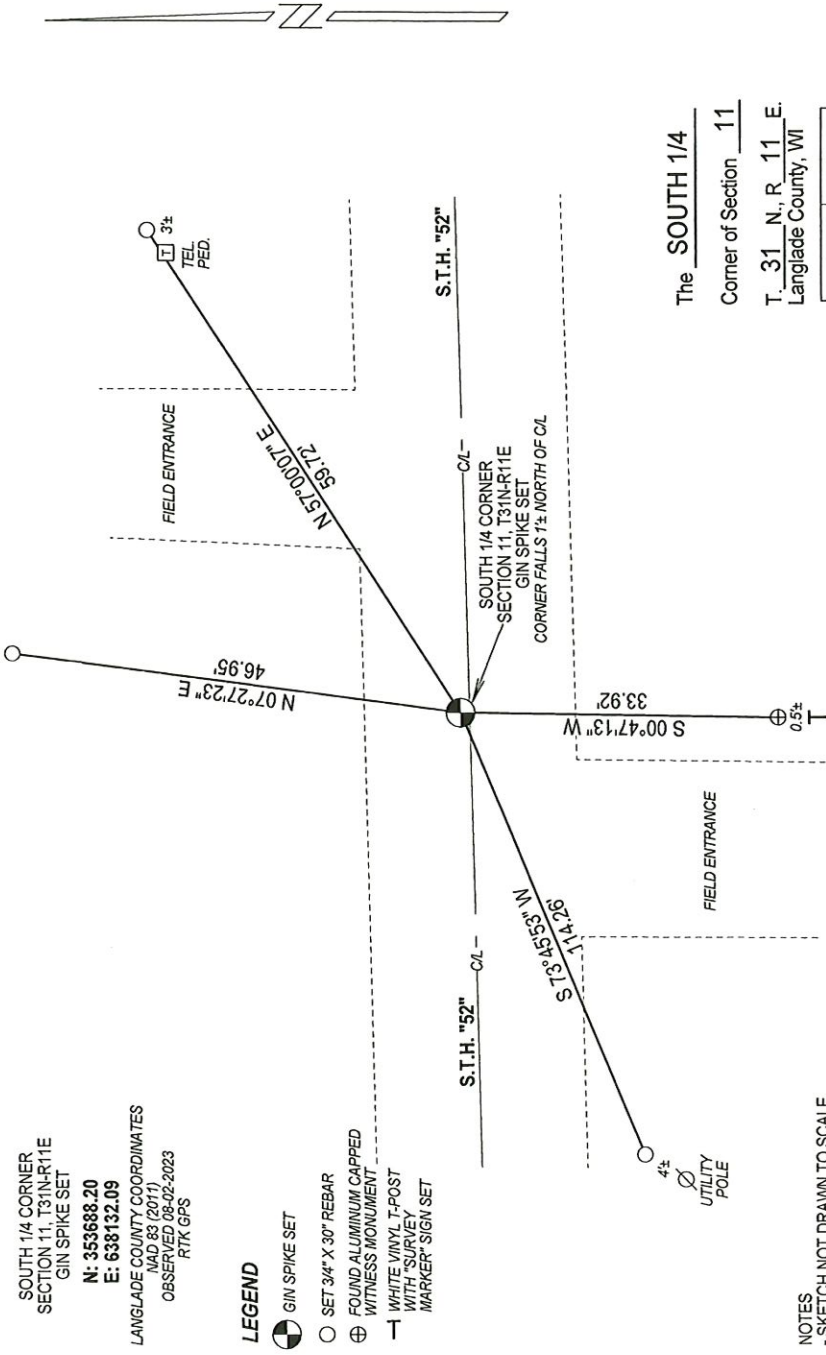 SOUTH 1/4 CORNER
SECTION 11, T31N-R11E
GIN SPIKE SET
N: 353688.20
E: 638132.09
LANGLADE COUNTY COORDINATES
NAD 83 (2011)
OBSERVED 08-02-2023
RTK GPS
LEGEND
GIN SPIKE SET
SET 3/4" X 30" REBAR
FOUND ALUMINUM CAPPED
WITNESS MONUMENT
T WHITE VINYL T-POST
WITH "SURVEY
MARKER" SIGN SET
N
N 07°27'23" E
46.95'
FIELD ENTRANCE
N 57°00'07" E
59.72'
T 3'±
TEL.
PED.
S.T.H. "52"
C/L
S.T.H. "52"
C/L
SOUTH 1/4 CORNER
SECTION 11, T31N-R11E
GIN SPIKE SET
CORNER FALLS 1'± NORTH OF C/L
S 73°45'53" W
114.26'
S 00°47'13" W
33.92'
0.5'±
T
FIELD ENTRANCE
4'±
UTILITY
POLE
The SOUTH 1/4
Corner of Section 11
T. 31 N., R 11 E.
Langlade County, WI
NOTES
- SKETCH NOT DRAWN TO SCALE